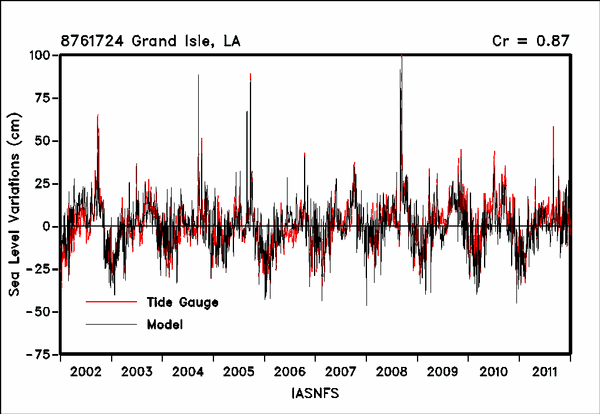 8761724 Grand Isle, LA Cr = 0.87
Sea Level Variations (cm)
100
75
50
25
0
-25
-50
-75
Tide Gauge
Model
2002 2003 2004 2005 2006 2007 2008 2009 2010 2011
IASNFS